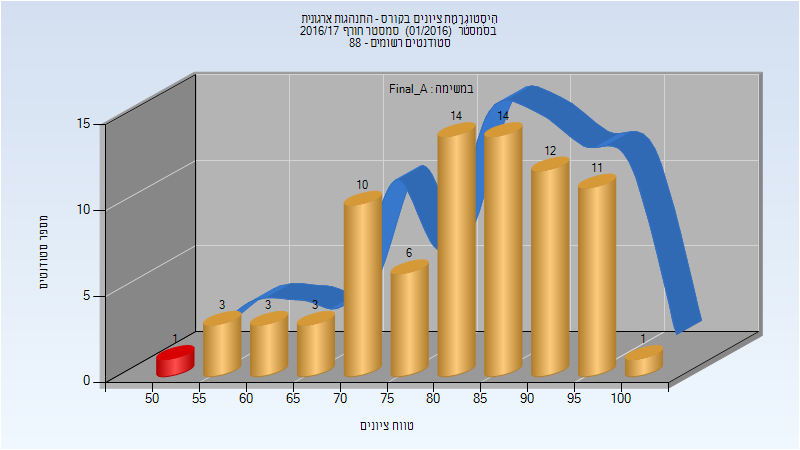 היסטוגרמת ציונים בקורס - התנהגות ארגונית
בסמסטר (01/2016) סמסטר חורף 2016/17
סטודנטים רשומים - 88
במשימה : Final_A
15
10
5
0
מספר סטודנטים
1
3
3
3
10
6
14
14
12
11
1
50 55 60 65 70 75 80 85 90 95 100
טווח ציונים